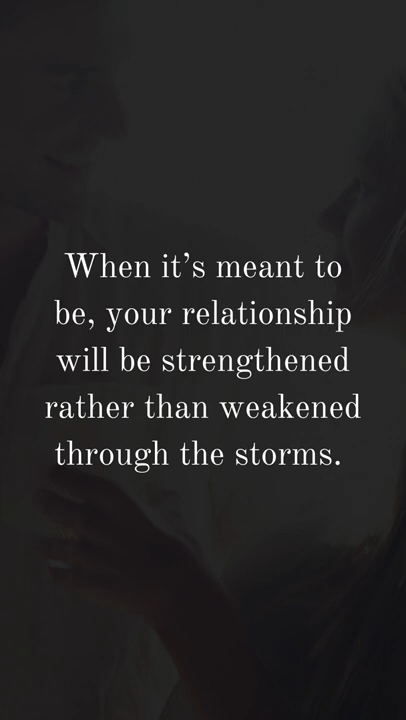 When it’s meant to
be, your relationship
will be strengthened
rather than weakened
through the storms.